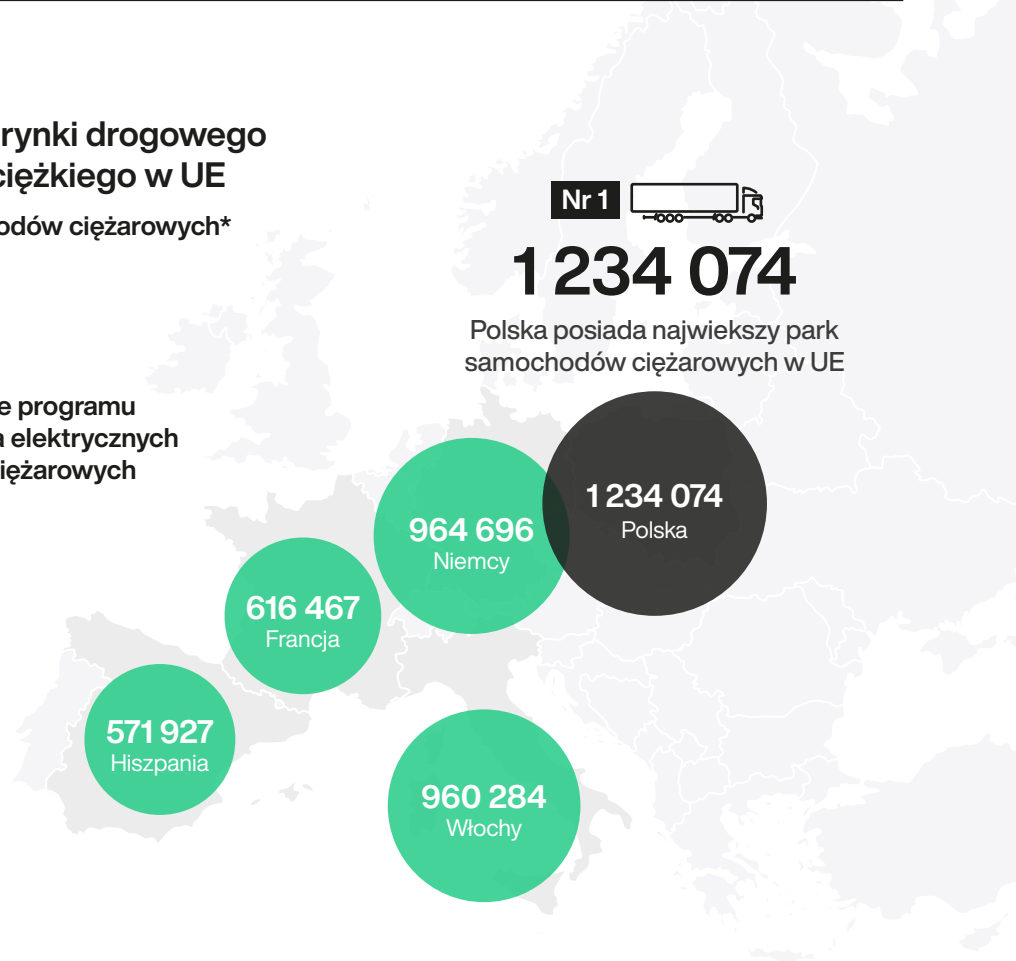 rynki drogowego
ciężkiego w UE
odów ciężarowych*
Nr 1
1 234 074
Polska posiada najwiekszy park
samochodów ciężarowych w UE
e programu
a elektrycznych
iężarowych
1 234 074
Polska
964 696
Niemcy
616 467
Francja
571 927
Hiszpania
960 284
Włochy